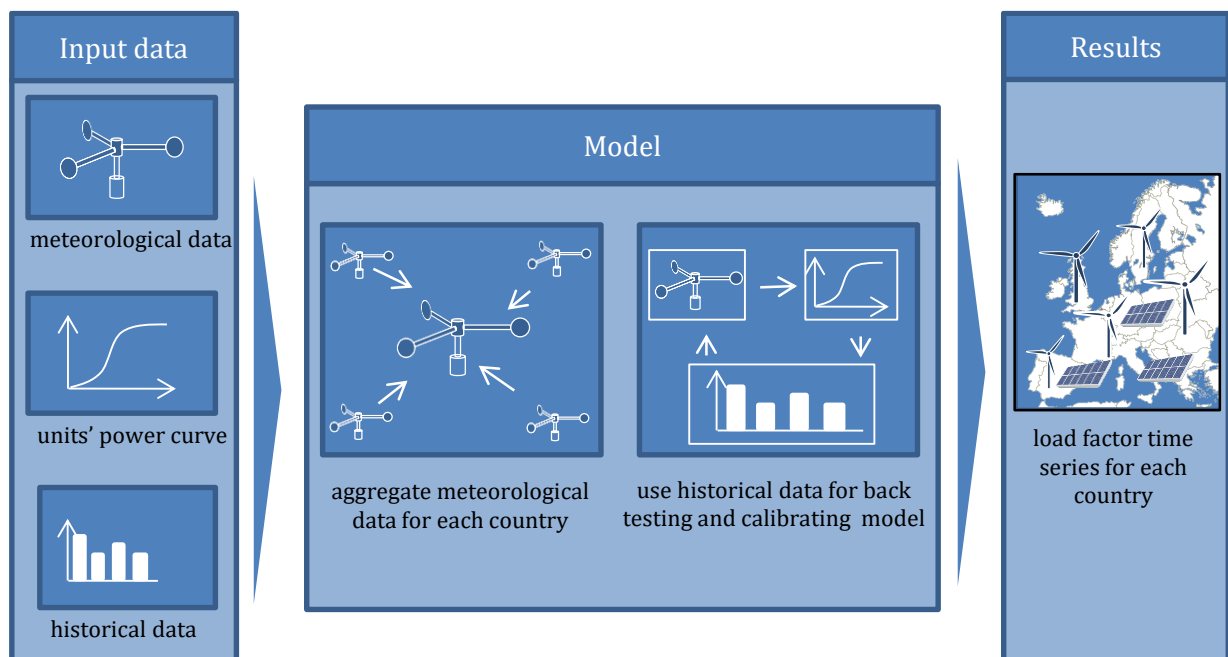 Input data
meteorological data
units’ power curve
historical data
Model
aggregate meteorological
data for each country
use historical data for back
testing and calibrating model
Results
load factor time
series for each
country